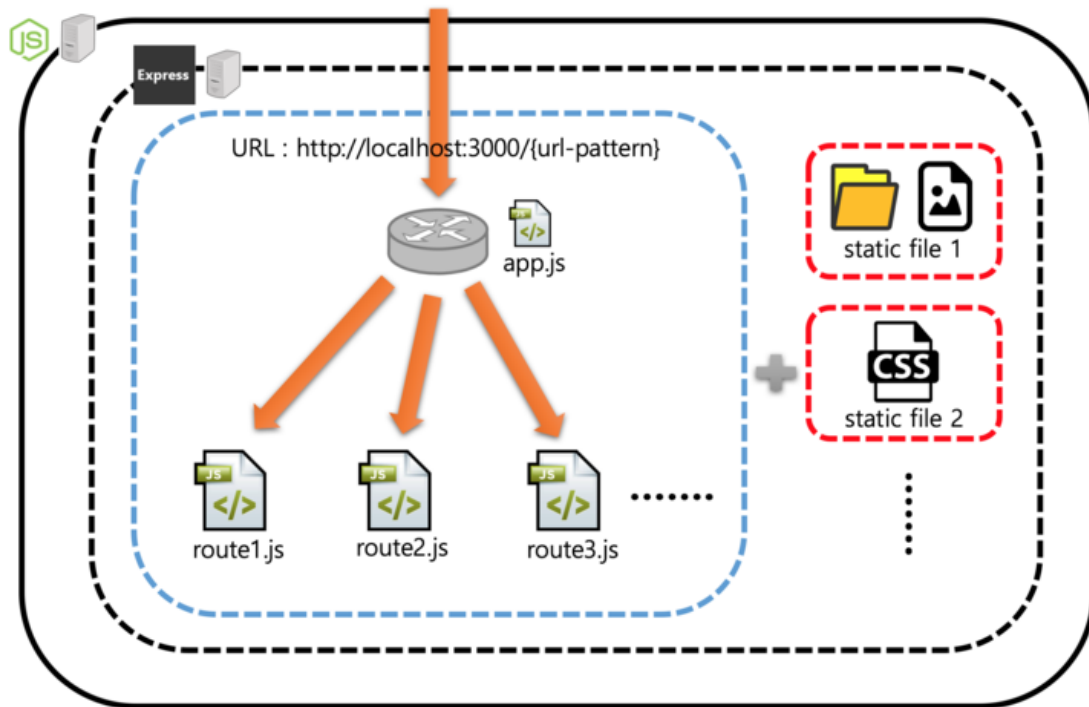 JS
Express
URL : http://localhost:3000/{url-pattern}
JS
</>
app.js
static file 1
CSS
static file 2
JS
</>
JS
</>
JS
</>
route1.js
route2.js
route3.js